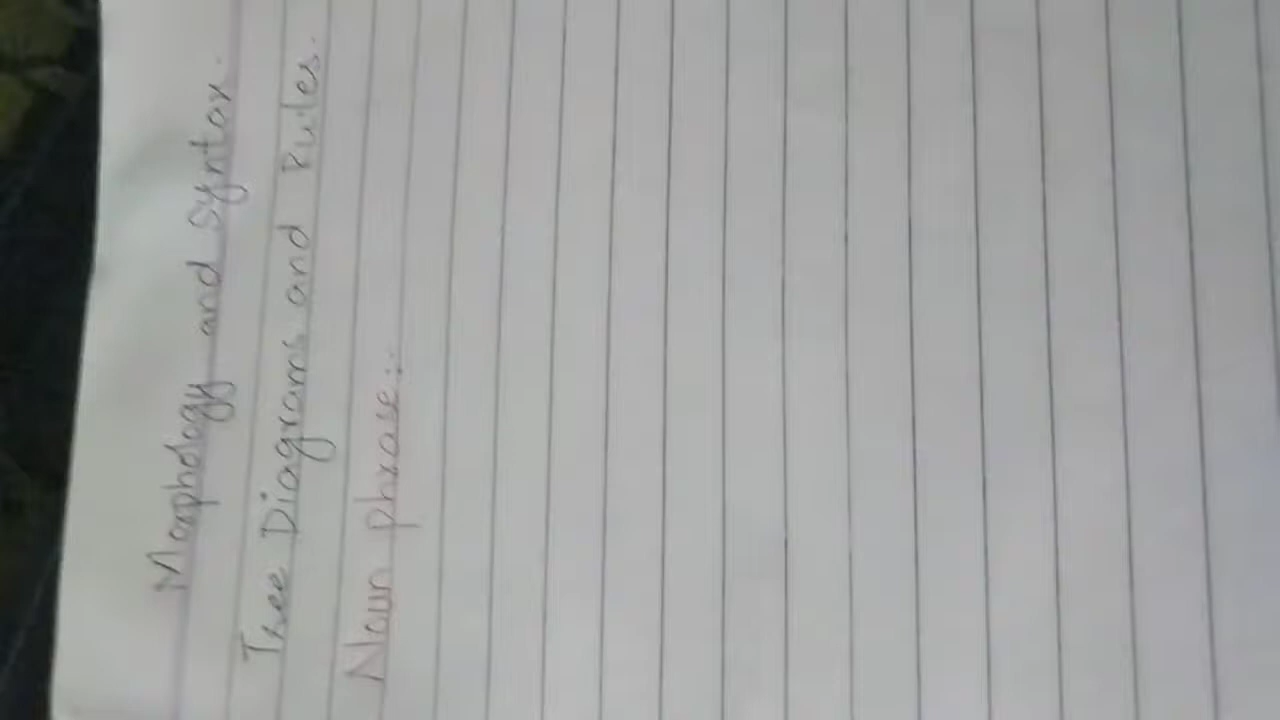 Morphology and Syntax.
Tree Diagrams and Rules.
Noun phrase:.